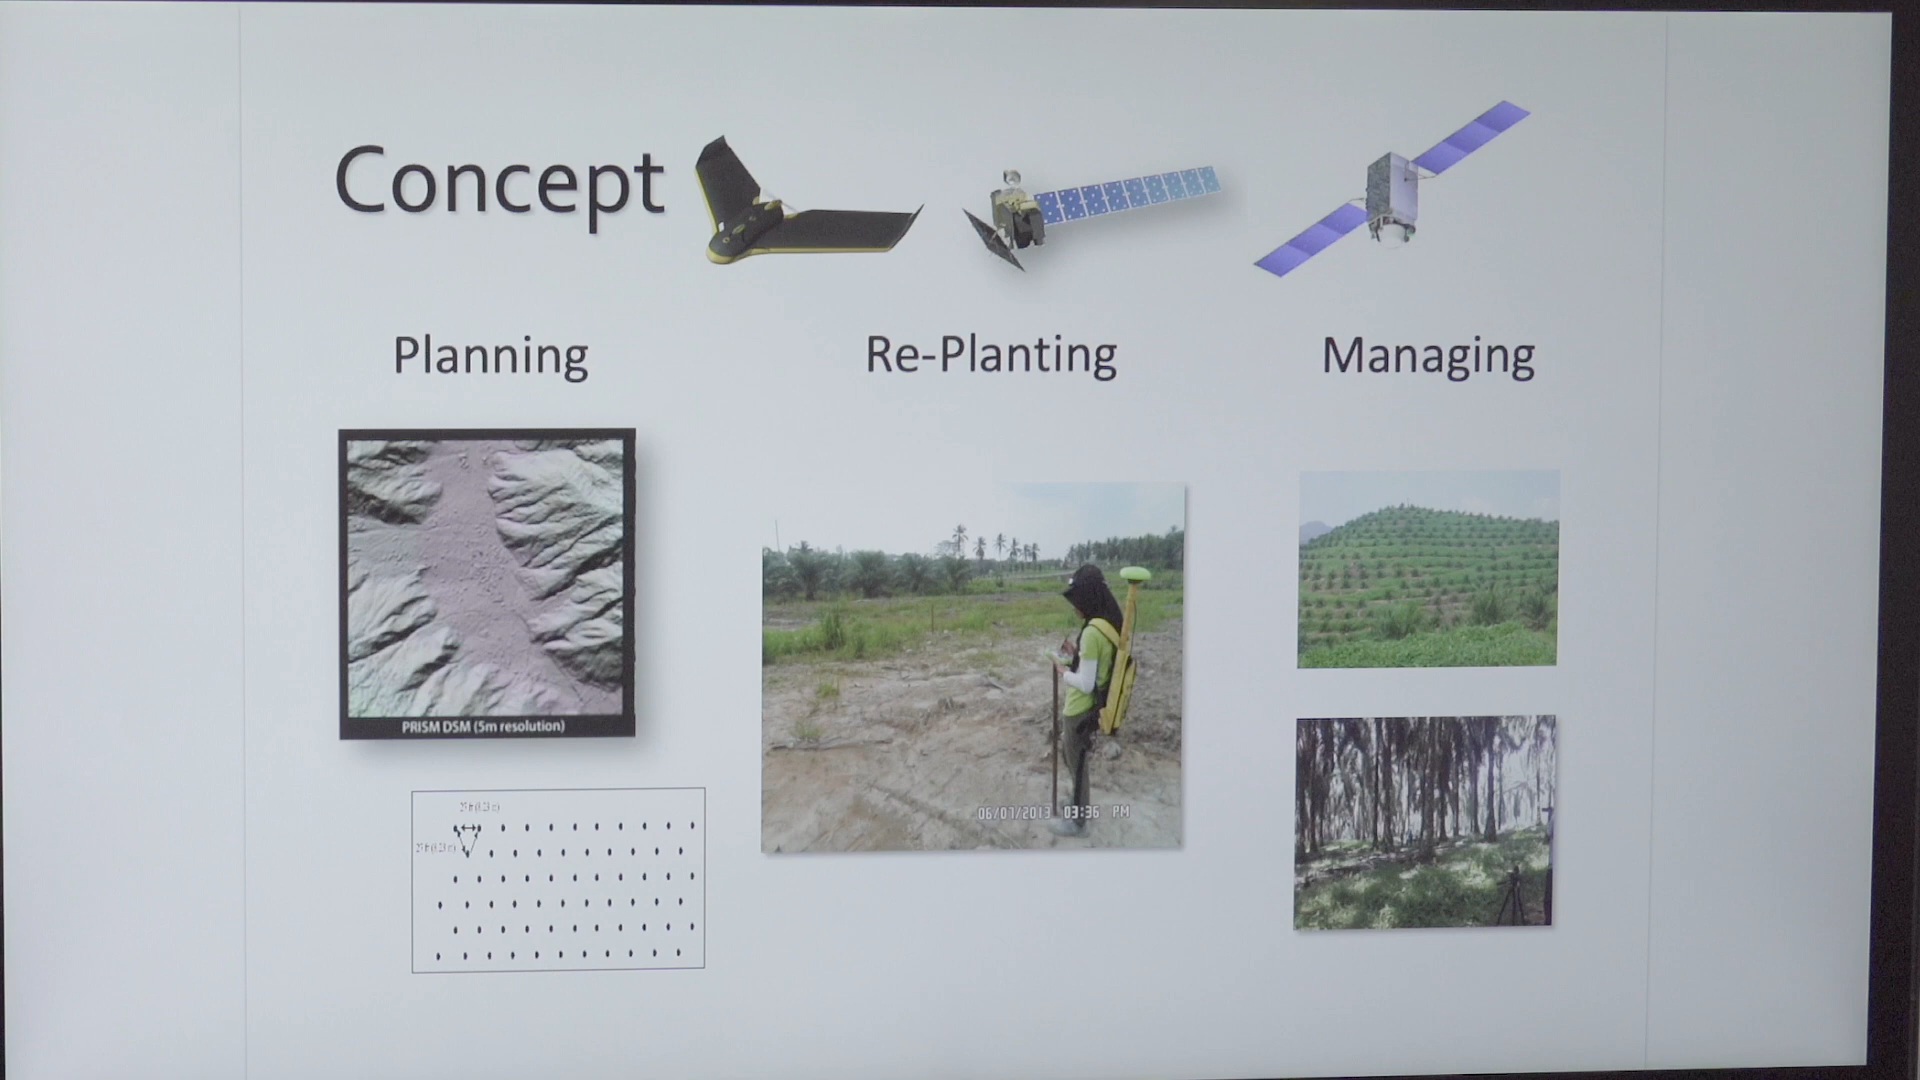 Concept
Planning
Re-Planting
Managing
PRISM DSM (5m resolution)
06/07/2013 03:36 PM